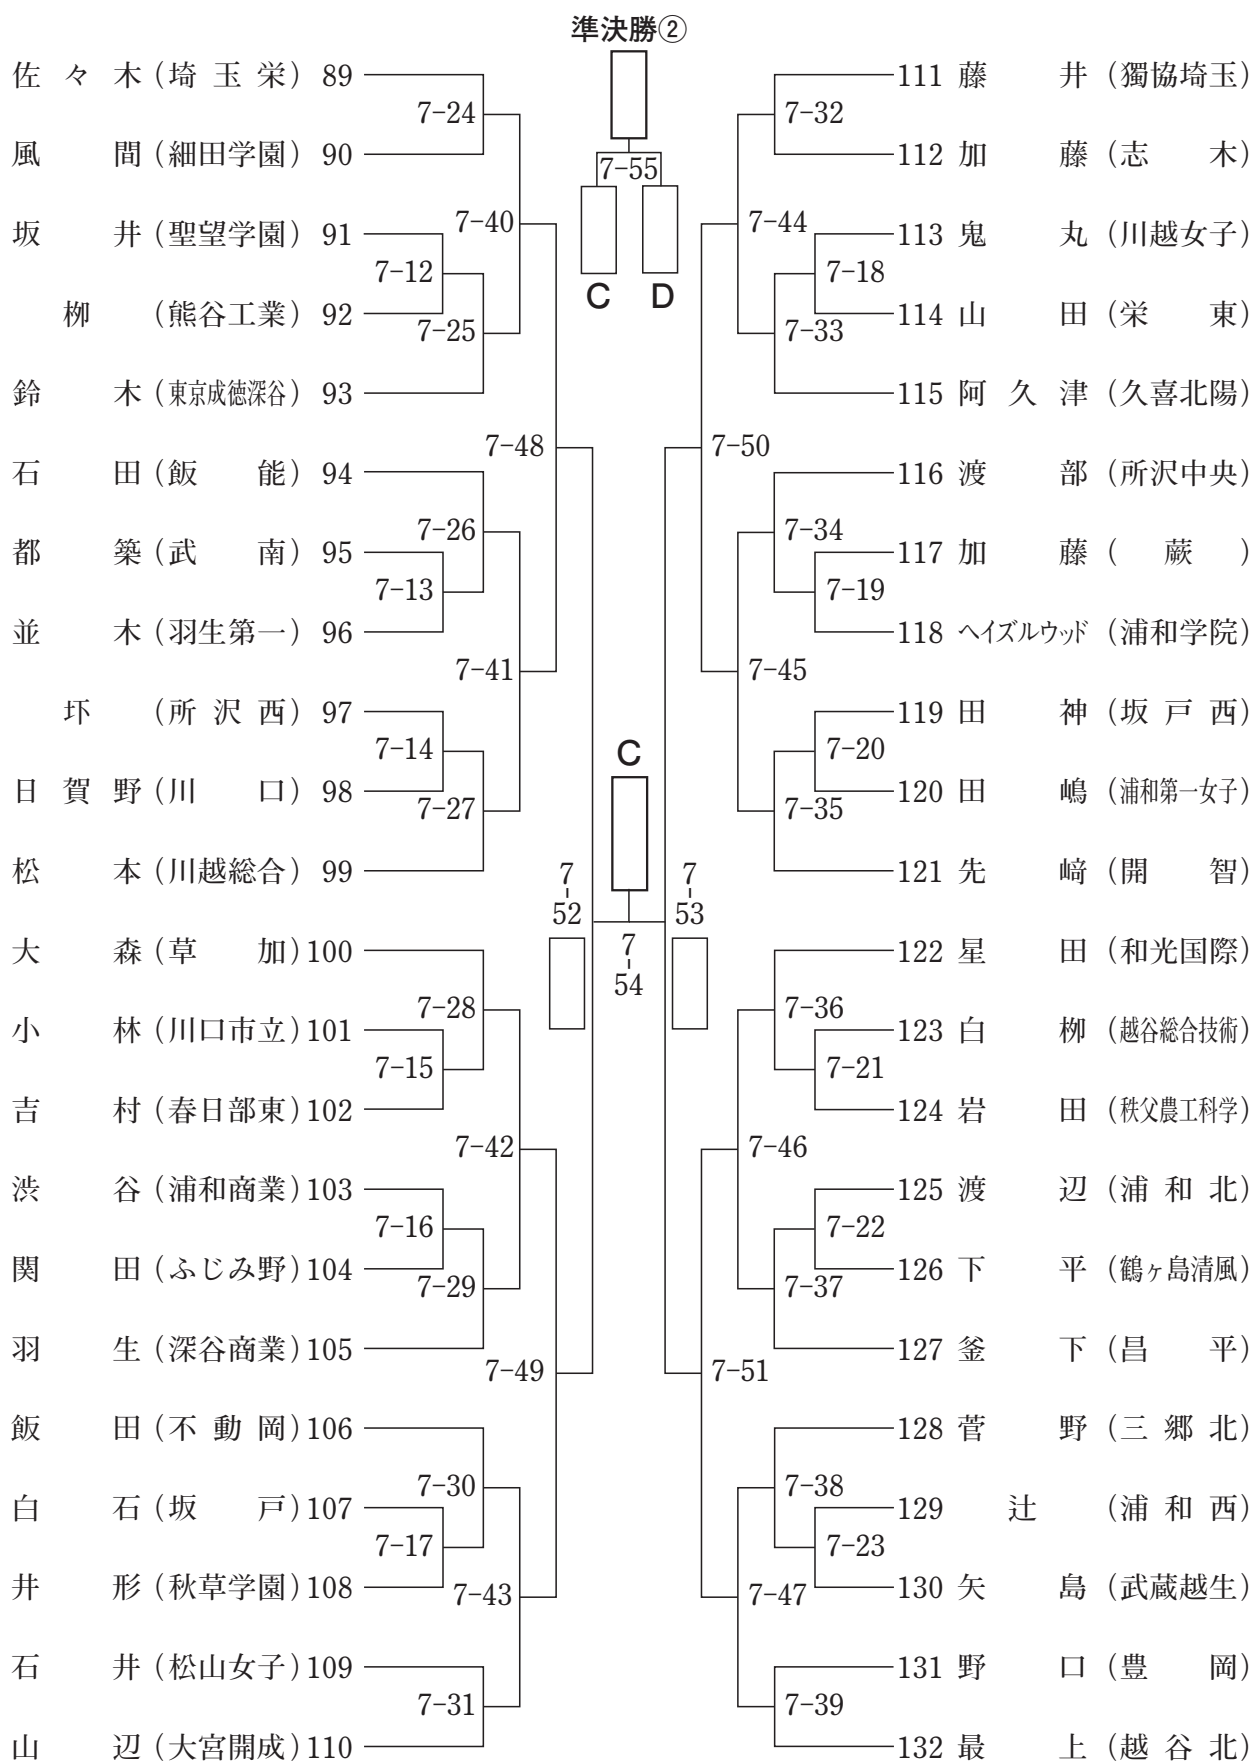 準決勝②
7-55
C D
佐々木(埼玉栄) 89
7-24
風間(細田学園) 90
7-40
坂井(聖望学園) 91
7-12
柳(熊谷工業) 92
7-25
鈴木(東京成徳深谷) 93
7-48
石田(飯能) 94
7-26
都築(武南) 95
7-13
並木(羽生第一) 96
7-41
圷(所沢西) 97
7-14
日賀野(川口) 98
7-27
松本(川越総合) 99
大森(草加) 100
7-28
小林(川口市立) 101
7-15
吉村(春日部東) 102
7-42
渋谷(浦和商業) 103
7-16
関田(ふじみ野) 104
7-29
羽生(深谷商業) 105
7-49
飯田(不動岡) 106
7-30
白石(坂戸) 107
7-17
井形(秋草学園) 108
7-43
石井(松山女子) 109
7-31
山辺(大宮開成) 110
C
7-52
7-53
7-54
111 藤井(獨協埼玉)
7-32
112 加藤(志木)
7-44
113 鬼丸(川越女子)
7-18
114 山田(栄東)
7-33
115 阿久津(久喜北陽)
7-50
116 渡部(所沢中央)
7-34
117 加藤(蕨)
7-19
118 ヘイズルウッド(浦和学院)
7-45
119 田神(坂戸西)
7-20
120 田嶋(浦和第一女子)
7-35
121 先﨑(開智)
122 星田(和光国際)
7-36
123 白栁(越谷総合技術)
7-21
124 岩田(秩父農工科学)
7-46
125 渡辺(浦和北)
7-22
126 下平(鶴ヶ島清風)
7-37
127 釜下(昌平)
7-51
128 菅野(三郷北)
7-38
129 辻(浦和西)
7-23
130 矢島(武蔵越生)
7-47
131 野口(豊岡)
7-39
132 最上(越谷北)